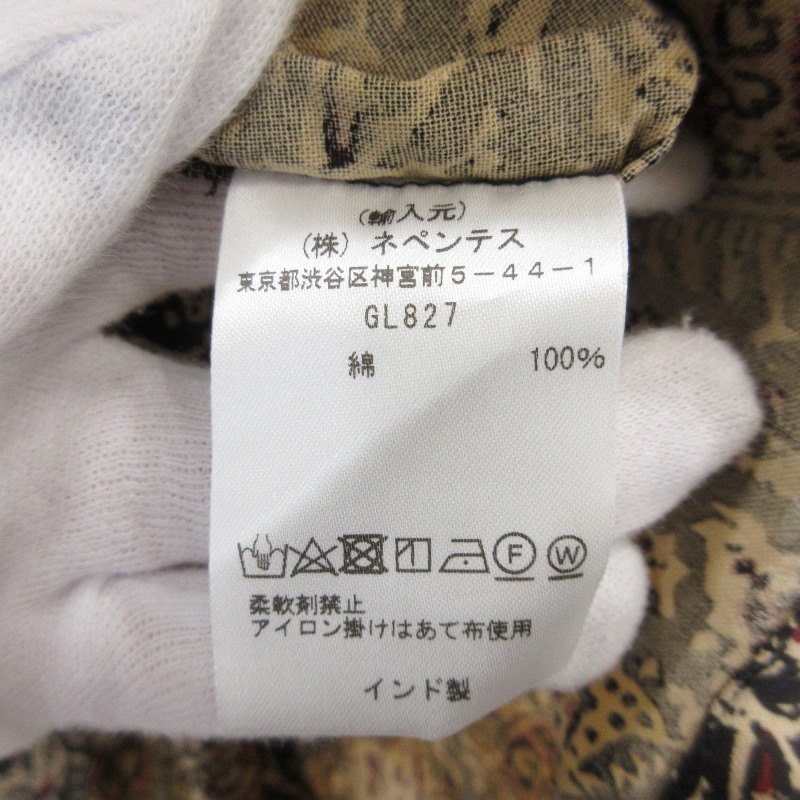 （輸入元）
（株）ネペンテス
東京都渋谷区神宮前５－４４－１
GL827
綿 100%
F W
柔軟剤禁止
アイロン掛けはあて布使用
インド製